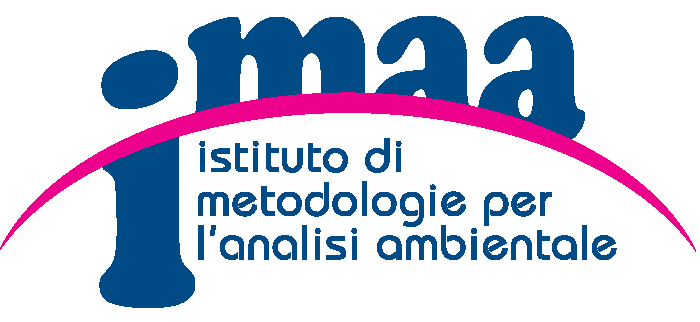 imaa
istituto di
metodologie per
l'analisi ambientale